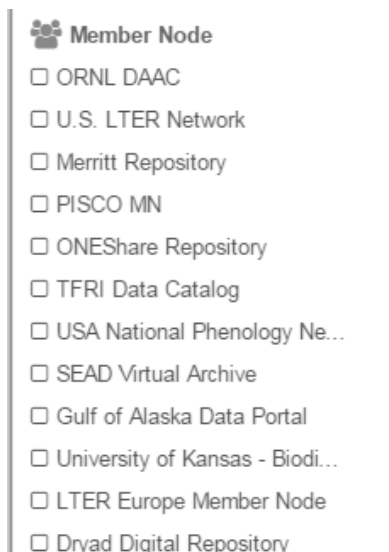 Member Node
ORNL DAAC
U.S. LTER Network
Merritt Repository
PISCO MN
ONEShare Repository
TFRI Data Catalog
USA National Phenology Ne...
SEAD Virtual Archive
Gulf of Alaska Data Portal
University of Kansas - Biodi...
LTER Europe Member Node
Dryad Digital Repository